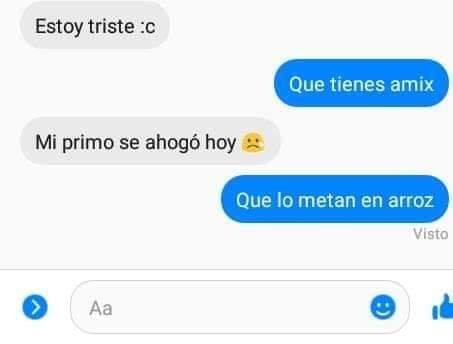 Estoy triste :c
Que tienes amix
Mi primo se ahogó hoy ☹️
Que lo metan en arroz
Visto
Aa